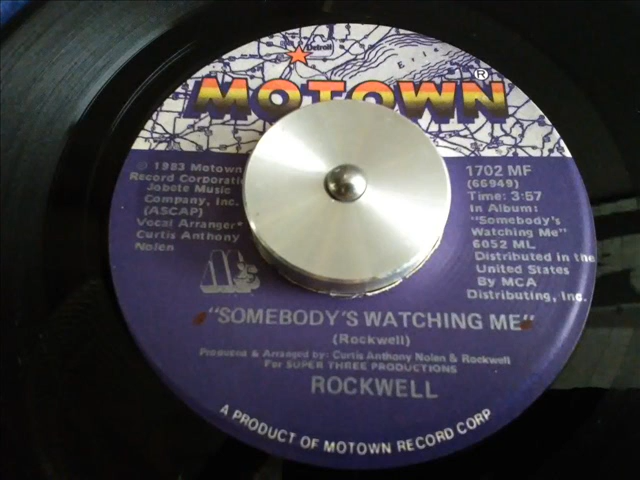 Detroit
Erie
MOTOWN®
℗ 1983 Motown
Record Corporati
Jobete Music
Company, Inc.
(ASCAP)
Vocal Arranger*
Curtis Anthony
Nolen
1702 MF
(66949)
Time: 3:57
In Album:
"Somebody's
Watching Me"
6052 ML
Distributed in the
United States
By MCA
Distributing, Inc.
"SOMEBODY'S WATCHING ME"
(Rockwell)
Produced & Arranged by: Curtis Anthony Nolen & Rockwell
For SUPER THREE PRODUCTIONS
ROCKWELL
A PRODUCT OF MOTOWN RECORD CORP